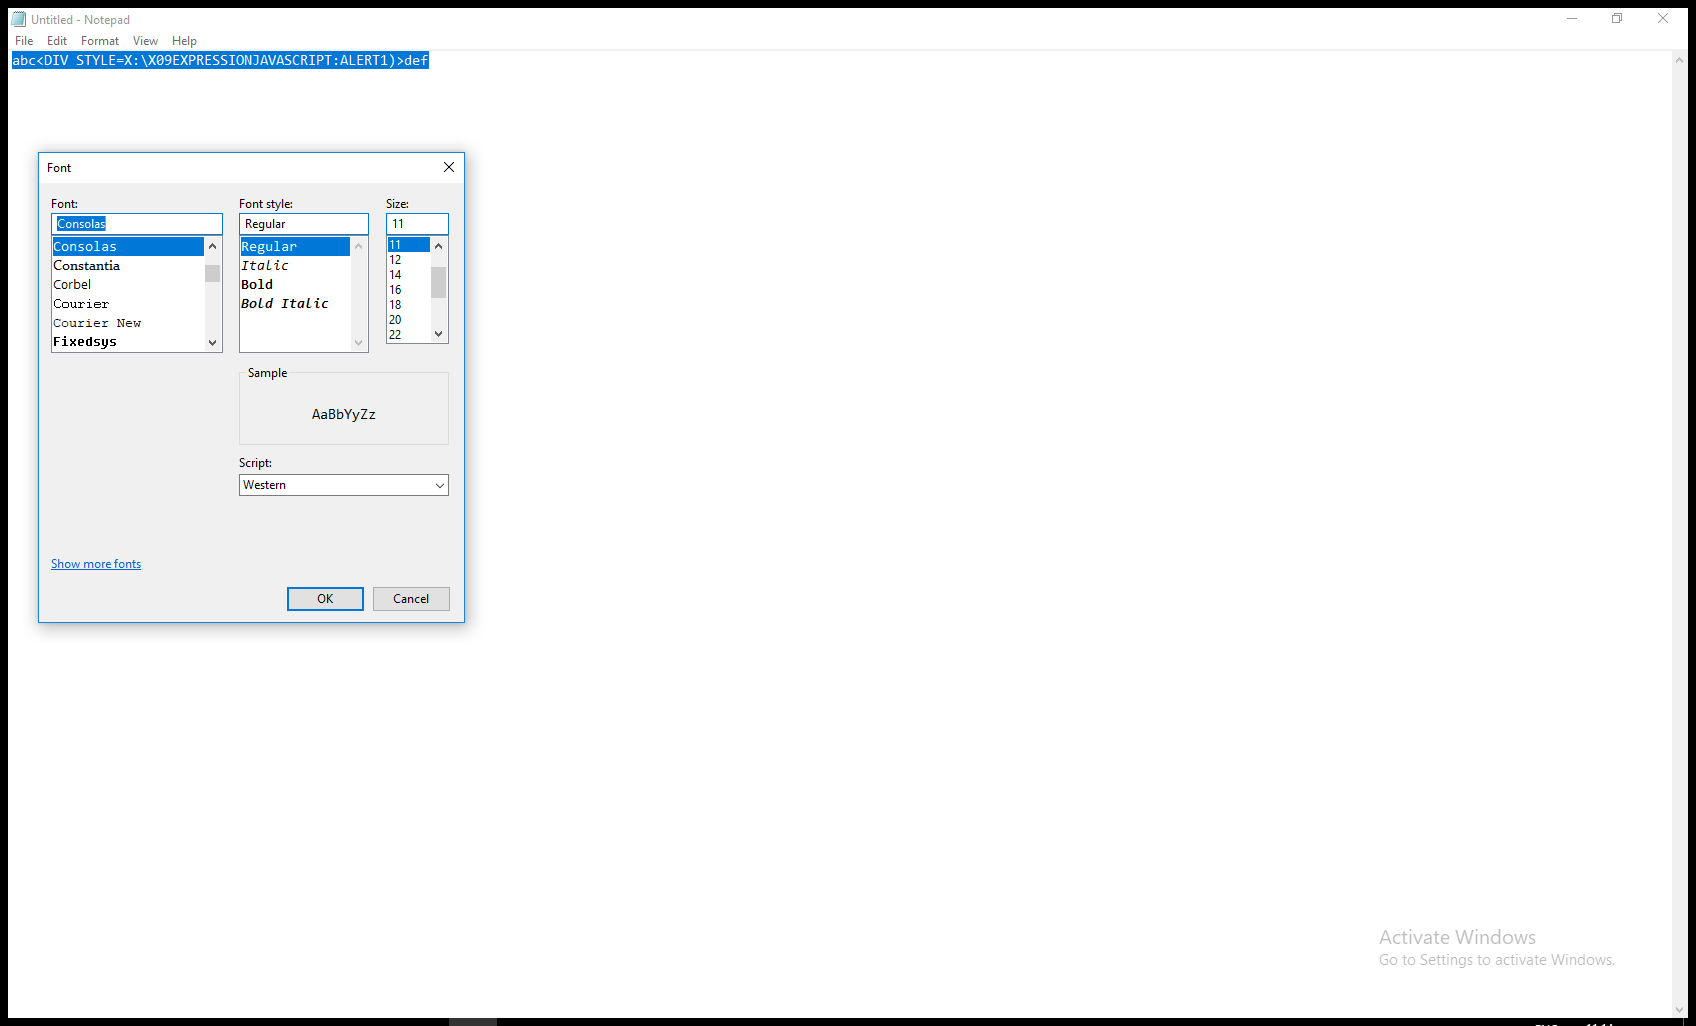 Untitled - Notepad
File Edit Format View Help
abc<DIV STYLE=X:\X09EXPRESSIONJAVASCRIPT:ALERT1)>def
Font
Font: Font style: Size:
Consolas Regular 11
Consolas Regular 11
Constantia Italic 12
Corbel Bold 14
Courier Bold Italic 16
Courier New 18
Fixedsys 20
22
Sample
AaBbYyZz
Script:
Western
Show more fonts
OK Cancel
Activate Windows
Go to Settings to activate Windows.